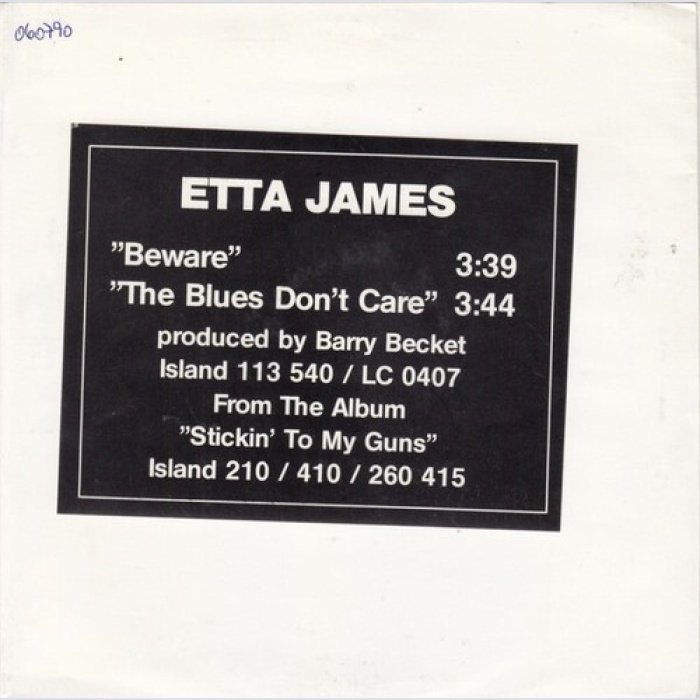 060790
ETTA JAMES
”Beware” 3:39
”The Blues Don't Care” 3:44
produced by Barry Becket
Island 113 540 / LC 0407
From The Album
”Stickin' To My Guns”
Island 210 / 410 / 260 415